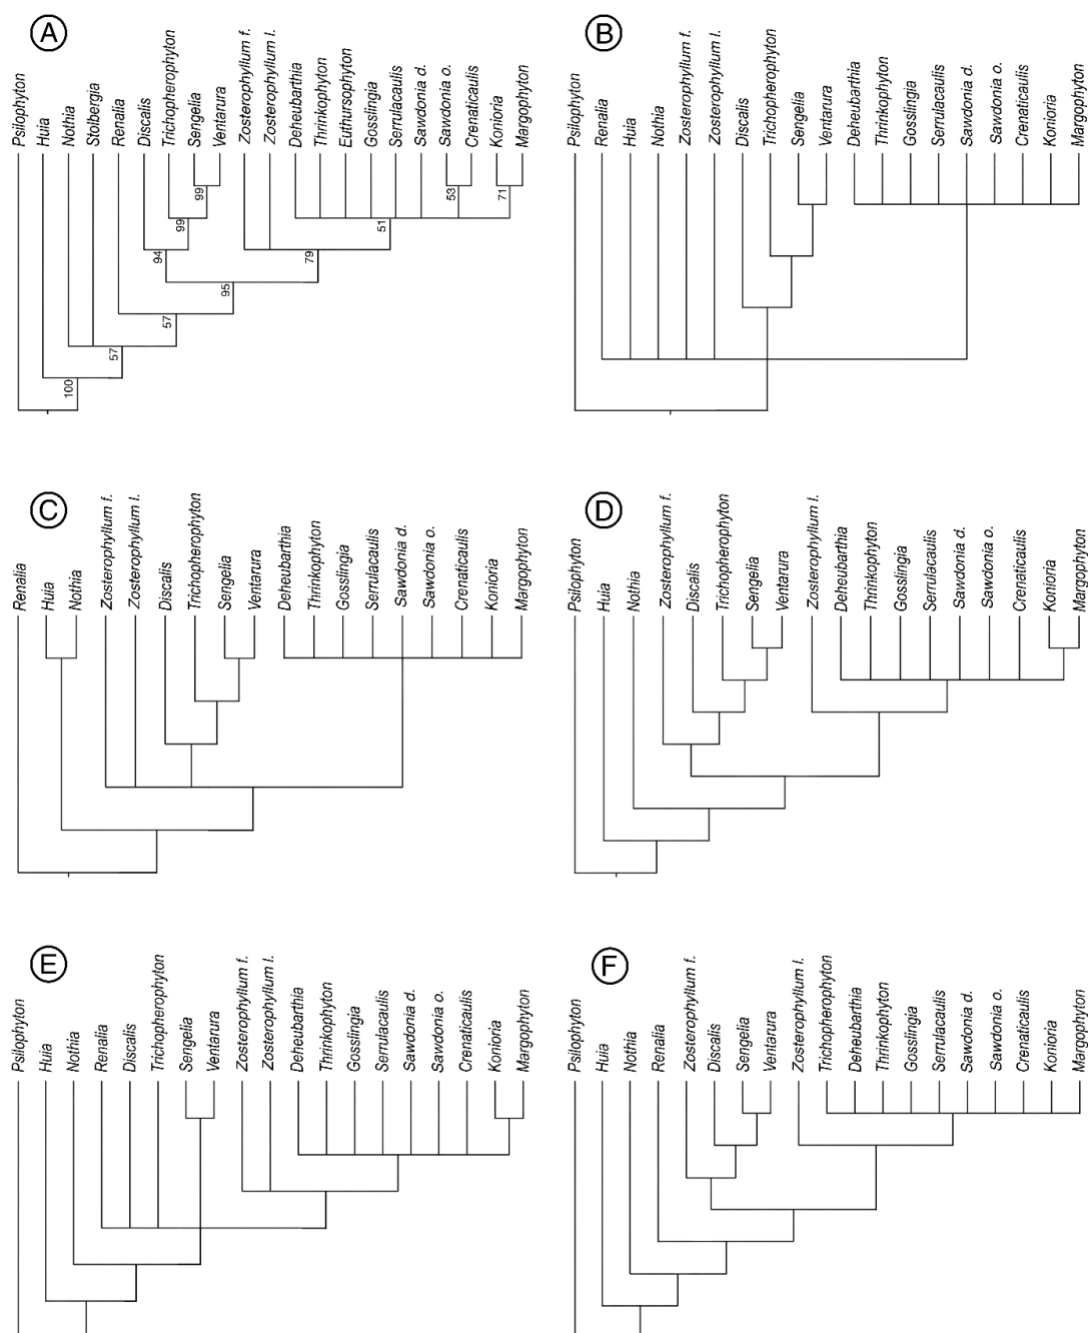 A
Psilophyton
Huia
Nothia
Stolbergia
Renalia
Discalis
Trichopherophyton
Sengelia
Ventarura
Zosterophyllum f.
Zosterophyllum l.
Deheubarthia
Thrinkophyton
Euthursophyton
Gosslingia
Serrulacaulis
Sawdonia d.
Sawdonia o.
Crenaticaulis
Konioria
Margophyton
99
53
71
99
51
94
79
95
57
57
100
B
Psilophyton
Renalia
Huia
Nothia
Zosterophyllum f.
Zosterophyllum l.
Discalis
Trichopherophyton
Sengelia
Ventarura
Deheubarthia
Thrinkophyton
Gosslingia
Serrulacaulis
Sawdonia d.
Sawdonia o.
Crenaticaulis
Konioria
Margophyton
C
Renalia
Huia
Nothia
Zosterophyllum f.
Zosterophyllum l.
Discalis
Trichopherophyton
Sengelia
Ventarura
Deheubarthia
Thrinkophyton
Gosslingia
Serrulacaulis
Sawdonia d.
Sawdonia o.
Crenaticaulis
Konioria
Margophyton
D
Psilophyton
Huia
Nothia
Zosterophyllum f.
Discalis
Trichopherophyton
Sengelia
Ventarura
Zosterophyllum l.
Deheubarthia
Thrinkophyton
Gosslingia
Serrulacaulis
Sawdonia d.
Sawdonia o.
Crenaticaulis
Konioria
Margophyton
E
Psilophyton
Huia
Nothia
Renalia
Discalis
Trichopherophyton
Sengelia
Ventarura
Zosterophyllum f.
Zosterophyllum l.
Deheubarthia
Thrinkophyton
Gosslingia
Serrulacaulis
Sawdonia d.
Sawdonia o.
Crenaticaulis
Konioria
Margophyton
F
Psilophyton
Huia
Nothia
Renalia
Zosterophyllum f.
Discalis
Sengelia
Ventarura
Zosterophyllum l.
Trichopherophyton
Deheubarthia
Thrinkophyton
Gosslingia
Serrulacaulis
Sawdonia d.
Sawdonia o.
Crenaticaulis
Konioria
Margophyton